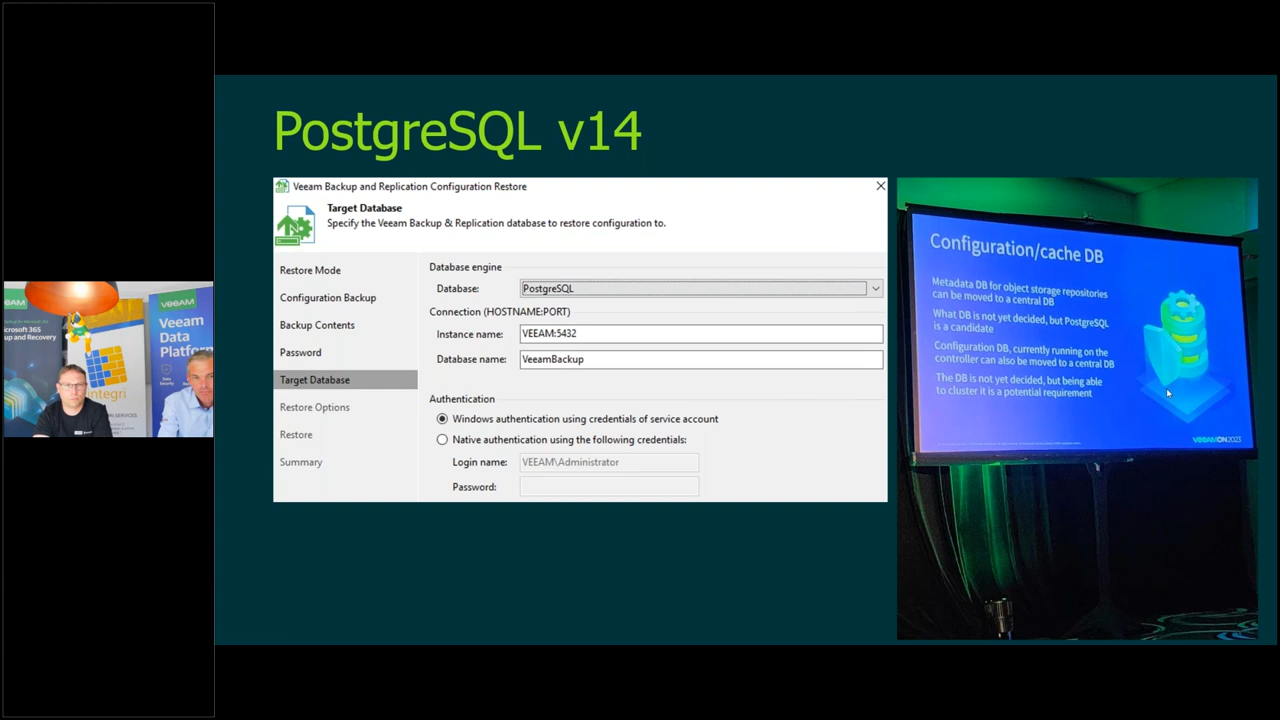 PostgreSQL v14
Veeam Backup and Replication Configuration Restore
Target Database
Specify the Veeam Backup & Replication database to restore configuration to.
Restore Mode
Configuration Backup
Backup Contents
Password
Target Database
Restore Options
Restore
Summary
Database engine
Database: PostgreSQL
Connection (HOSTNAME:PORT)
Instance name: VEEAM:5432
Database name: VeeamBackup
Authentication
Windows authentication using credentials of service account
Native authentication using the following credentials:
Login name: VEEAM\Administrator
Password:
Configuration/cache DB
Metadata DB for object storage repositories
can be moved to a central DB
What DB is not yet decided, but PostgreSQL
is a candidate
Configuration DB, currently running on the
controller can also be moved to a central DB
The DB is not yet decided, but being able
to cluster it is a potential requirement
VEEAMON 2023
Veeam
Data
Platfor
veeam
integri